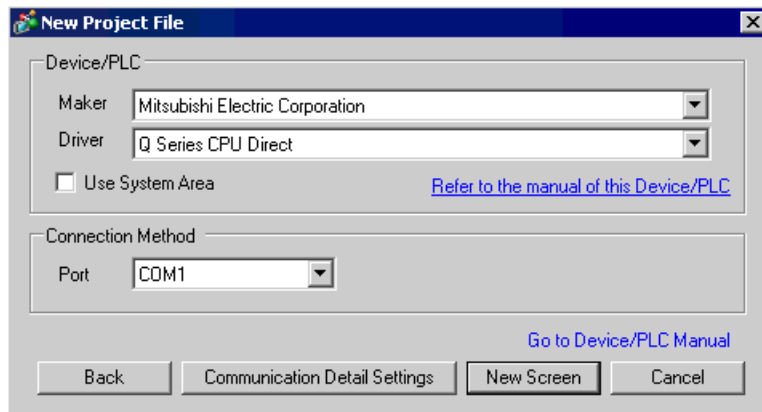 New Project File
Device/PLC
Maker Mitsubishi Electric Corporation
Driver Q Series CPU Direct
Use System Area Refer to the manual of this Device/PLC
Connection Method
Port COM1
Go to Device/PLC Manual
Back Communication Detail Settings New Screen Cancel